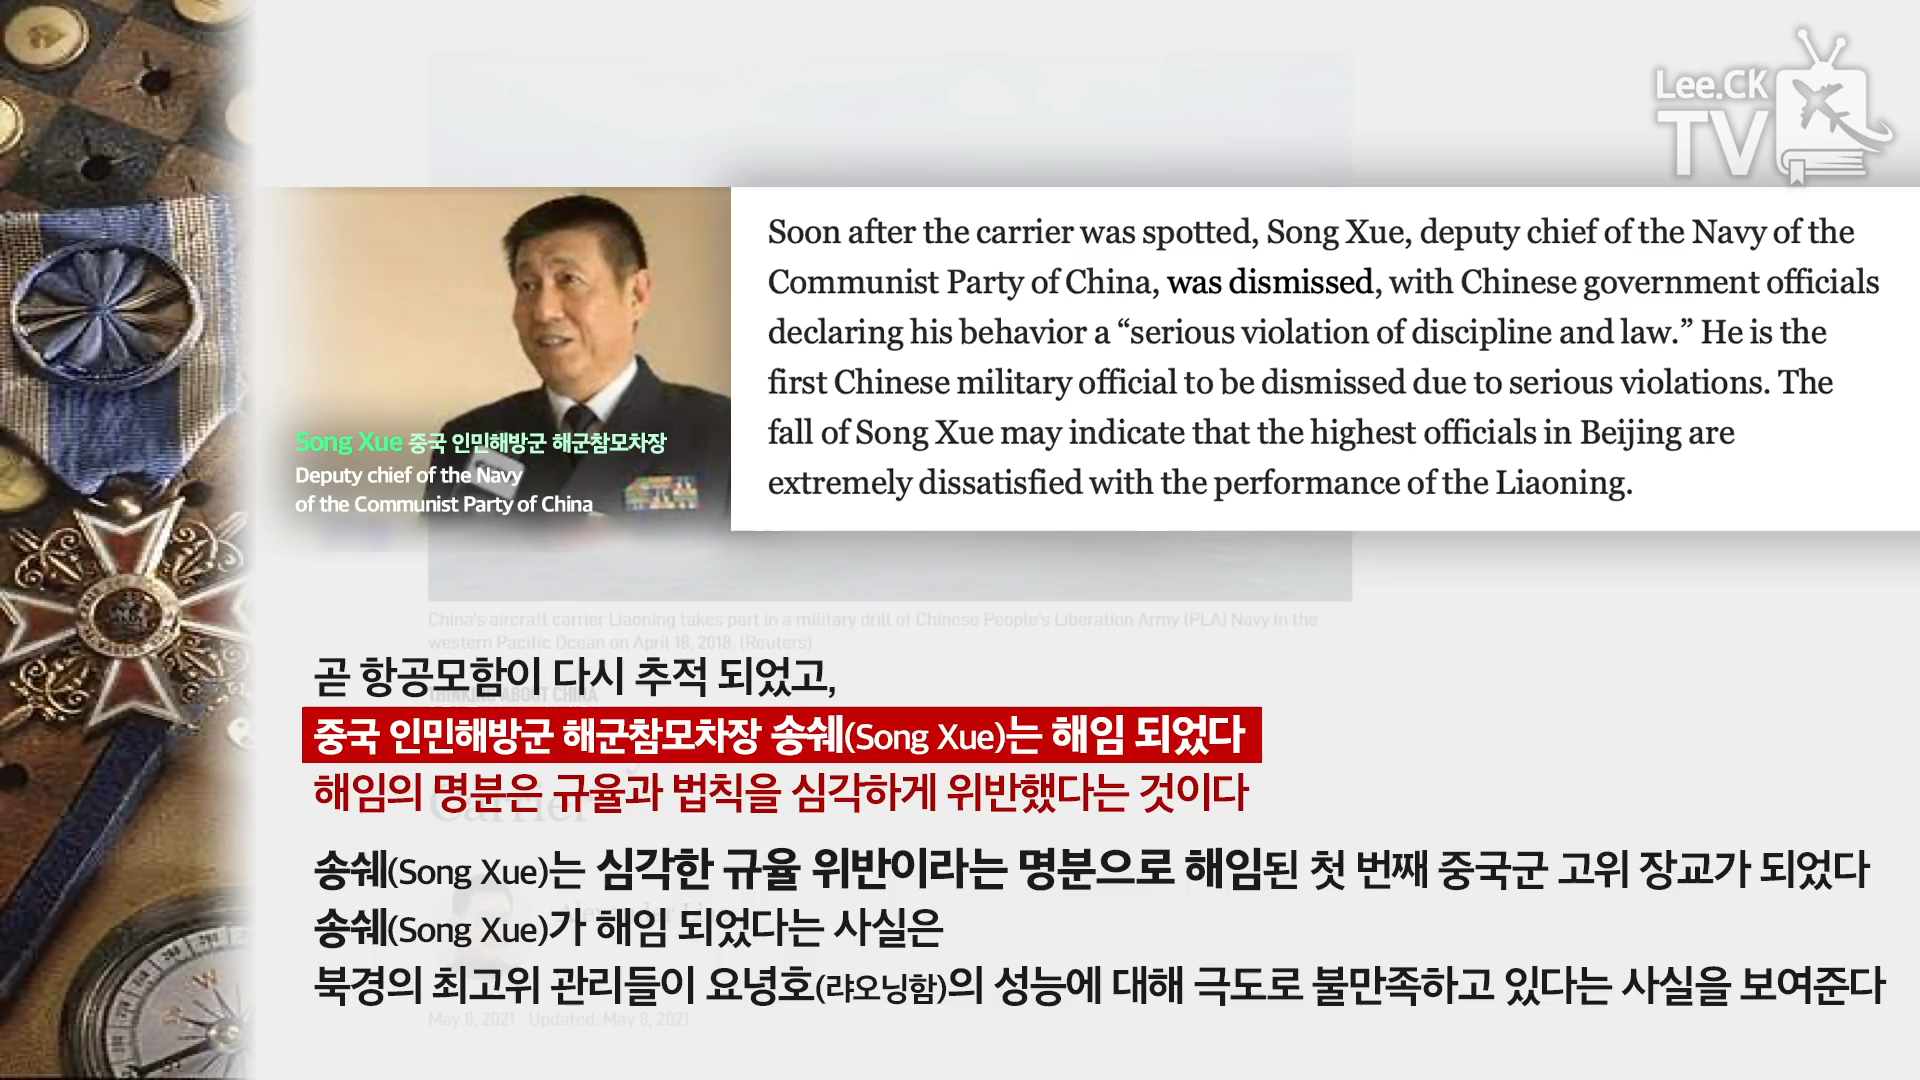 Lee.CK
TV
Soon after the carrier was spotted, Song Xue, deputy chief of the Navy of the
Communist Party of China, was dismissed, with Chinese government officials
declaring his behavior a “serious violation of discipline and law.” He is the
first Chinese military official to be dismissed due to serious violations. The
fall of Song Xue may indicate that the highest officials in Beijing are
extremely dissatisfied with the performance of the Liaoning.
Song Xue 중국 인민해방군 해군참모차장
Deputy chief of the Navy
of the Communist Party of China
China's aircraft carrier Liaoning takes part in a military drill of Chinese People's Liberation Army (PLA) Navy in the
western Pacific Ocean on April 18, 2018. (Reuters)
곧 항공모함이 다시 추적 되었고,
THINKING ABOUT CHINA
중국 인민해방군 해군참모차장 송쉐(Song Xue)는 해임 되었다
해임의 명분은 규율과 법칙을 심각하게 위반했다는 것이다
Carrier
송쉐(Song Xue)는 심각한 규율 위반이라는 명분으로 해임된 첫 번째 중국군 고위 장교가 되었다
송쉐(Song Xue)가 해임 되었다는 사실은
북경의 최고위 관리들이 요녕호(랴오닝함)의 성능에 대해 극도로 불만족하고 있다는 사실을 보여준다
May 8, 2021 Updated: May 8, 2021